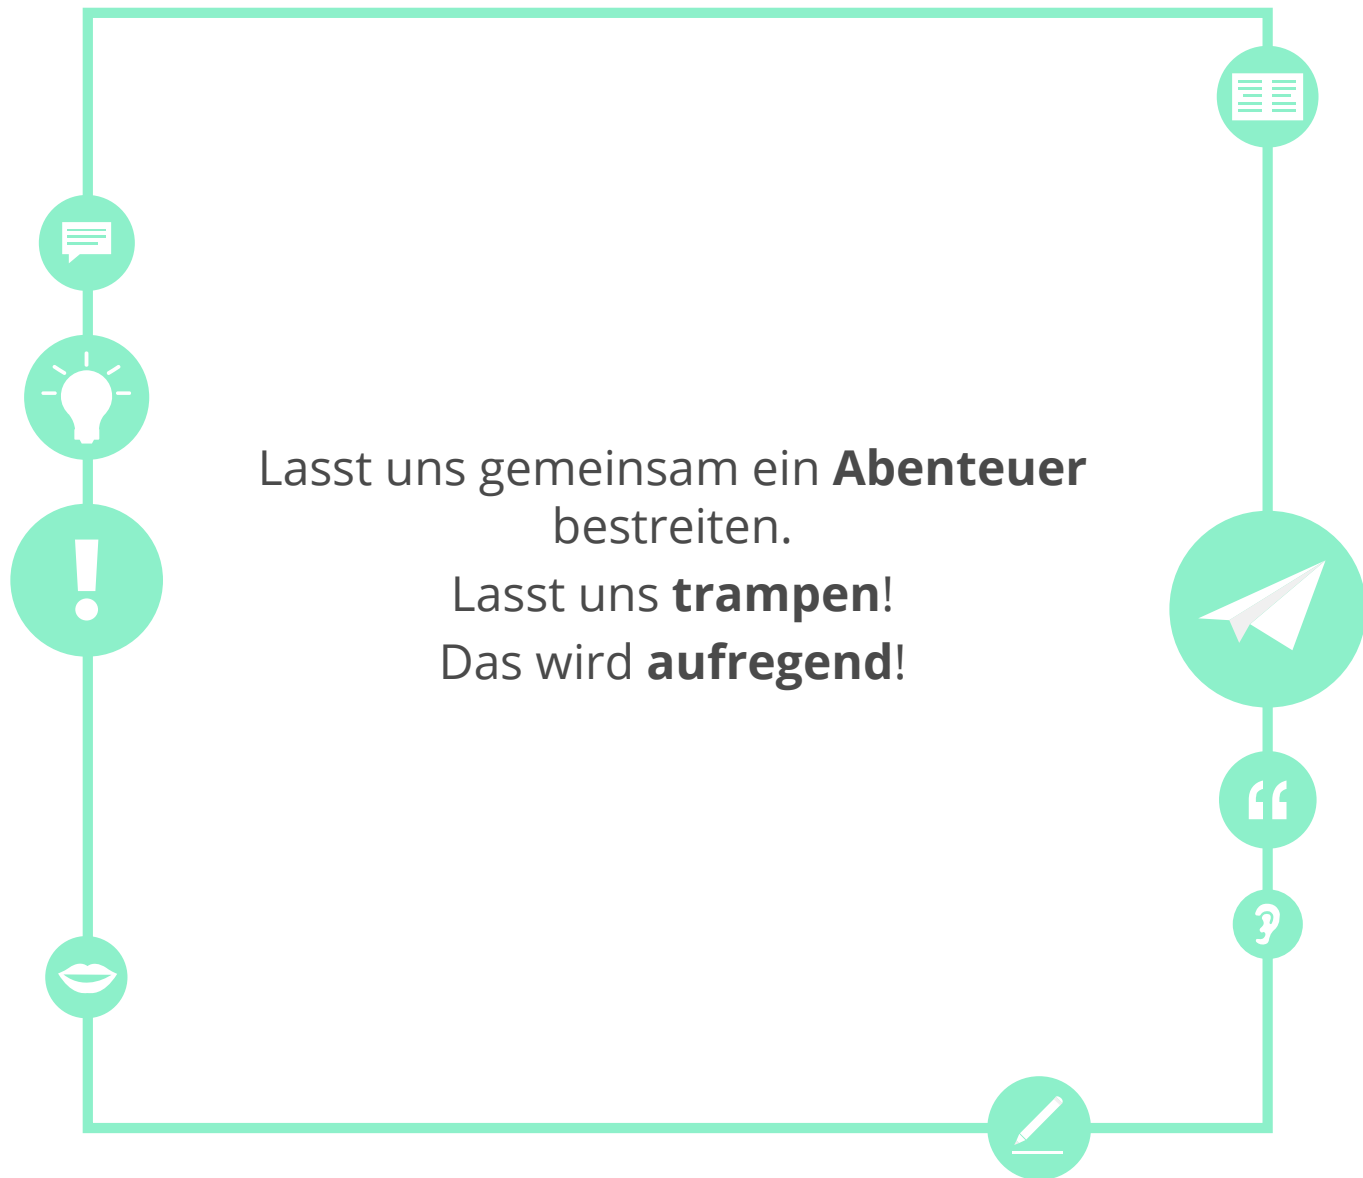 Lasst uns gemeinsam ein Abenteuer
bestreiten.
Lasst uns trampen!
Das wird aufregend!